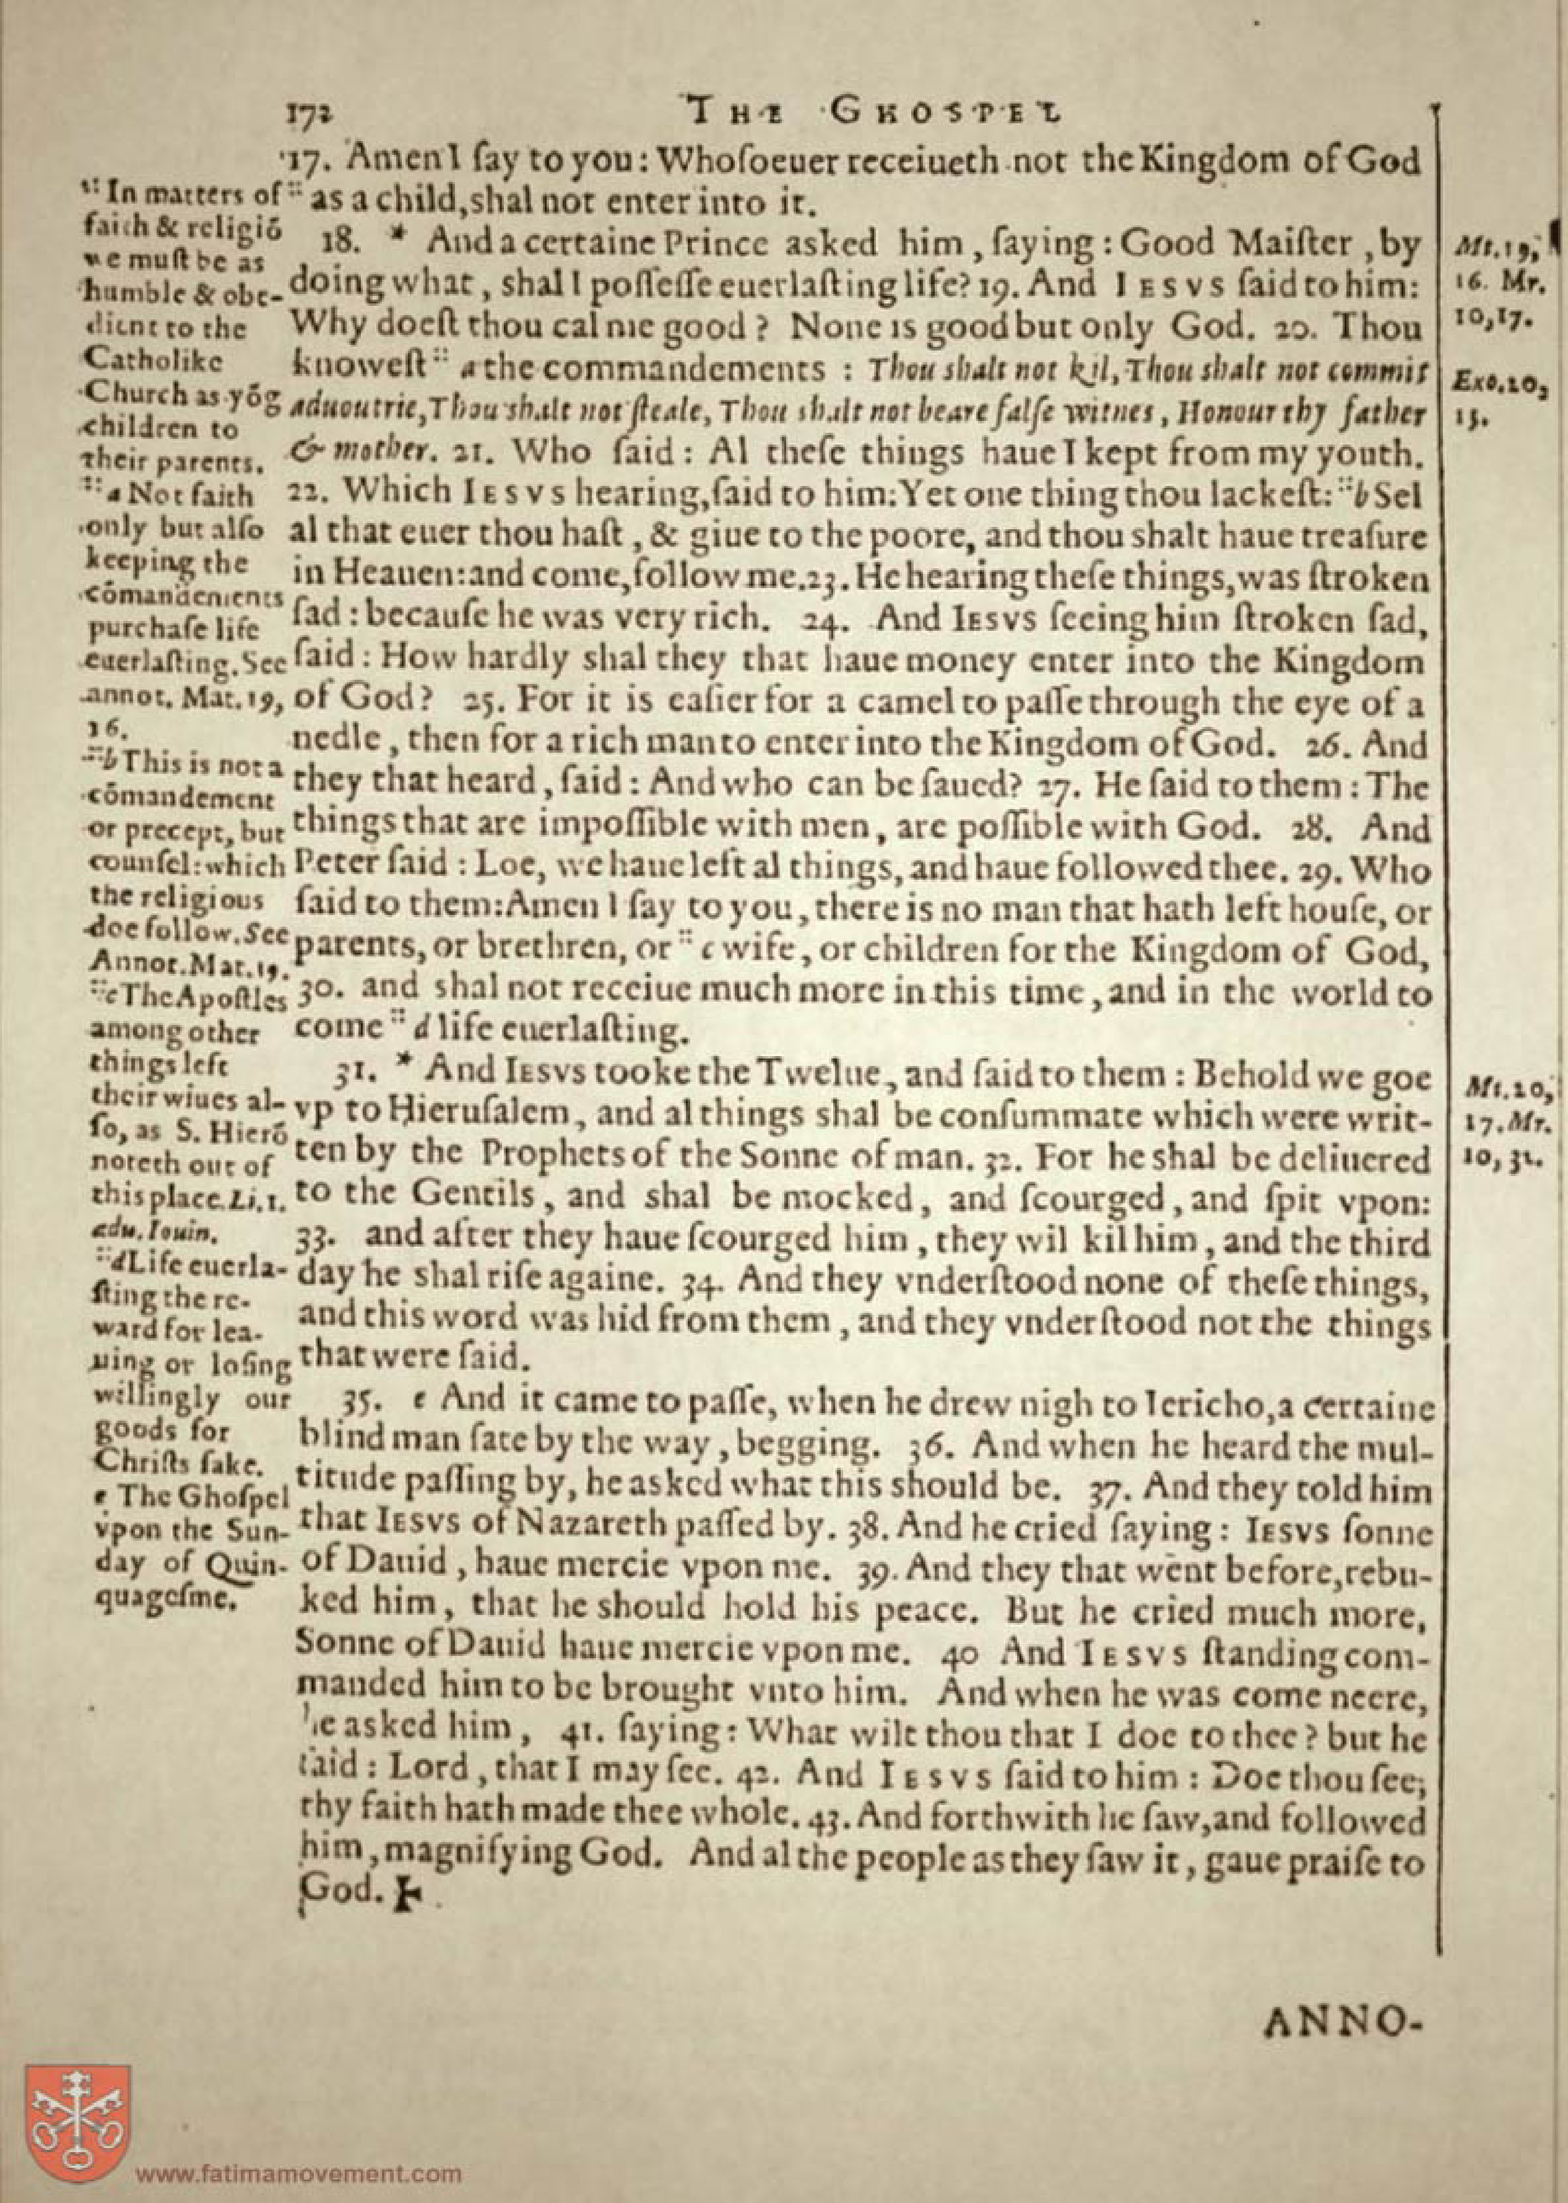 172
THE GHOSPEL
17. Amen I ſay to you: Whoſoeuer receiueth not the Kingdom of God
" as a child, shal not enter into it.
18. * And a certaine Prince asked him, ſaying: Good Maiſter, by
doing what, shall I poſſeſſe euerlaſting life? 19. And IESVS ſaid to him:
Why doeſt thou cal me good? None is good but only God. 20. Thou
knoweſt " a the commandements : Thou shalt not kil, Thou shalt not commit
aduoutrie, Thou shalt not ſteale, Thou shalt not beare falſe witnes, Honour thy father
& mother. 21. Who ſaid: Al theſe things haue I kept from my youth.
22. Which IESVS hearing, ſaid to him: Yet one thing thou lackeſt: " b Sel
al that euer thou haſt, & giue to the poore, and thou shalt haue treaſure
in Heauen: and come, follow me. 23. He hearing theſe things, was ſtroken
ſad: becauſe he was very rich. 24. And IESVS ſeeing him ſtroken ſad,
ſaid: How hardly shal they that haue money enter into the Kingdom
of God? 25. For it is eaſier for a camel to paſſe through the eye of a
nedle, then for a rich man to enter into the Kingdom of God. 26. And
they that heard, ſaid: And who can be ſaued? 27. He ſaid to them: The
things that are impoſſible with men, are poſſible with God. 28. And
Peter ſaid: Loe, we haue left al things, and haue followed thee. 29. Who
ſaid to them: Amen I ſay to you, there is no man that hath left houſe, or
parents, or brethren, or " c wife, or children for the Kingdom of God,
30. and shal not receiue much more in this time, and in the world to
come " d life euerlaſting.
31. * And IESVS tooke the Twelue, and ſaid to them: Behold we goe
vp to Hieruſalem, and al things shal be conſummate which were writ-
ten by the Prophets of the Sonne of man. 32. For he shal be deliuered
to the Gentils, and shal be mocked, and ſcourged, and ſpit vpon:
33. and after they haue ſcourged him, they wil kil him, and the third
day he shal riſe againe. 34. And they vnderſtood none of theſe things,
and this word was hid from them, and they vnderſtood not the things
that were ſaid.
35. e And it came to paſſe, when he drew nigh to Iericho, a certaine
blind man ſate by the way, begging. 36. And when he heard the mul-
titude paſſing by, he asked what this should be. 37. And they told him
that IESVS of Nazareth paſſed by. 38. And he cried ſaying: IESVS ſonne
of Dauid, haue mercie vpon me. 39. And they that went before, rebu-
ked him, that he should hold his peace. But he cried much more,
Sonne of Dauid haue mercie vpon me. 40 And IESVS ſtanding com-
manded him to be brought vnto him. And when he was come neere,
he asked him, 41. ſaying: What wilt thou that I doe to thee? but he
ſaid: Lord, that I may ſee. 42. And IESVS ſaid to him: Doe thou ſee;
thy faith hath made thee whole. 43. And forthwith he ſaw, and followed
him, magnifying God. And al the people as they ſaw it, gaue praiſe to
God. ✠
" In matters of
faith & religiõ
we muſt be as
humble & obe-
dient to the
Catholike
Church as yõg
children to
their parents.
" a Not faith
only but alſo
keeping the
cõmandements
purchaſe life
euerlaſting. See
annot. Mat. 19,
16.
" b This is not a
cõmandement
or precept, but
counſel: which
the religious
doe follow. See
Annot. Mat. 19.
" c The Apoſtles
among other
things left
their wiues al-
ſo, as S. Hierõ
noteth out of
this place. Li. 1.
adu. Iouin.
" d Life euerla-
ſting the re-
ward for lea-
uing or loſing
willingly our
goods for
Chriſts ſake.
e The Ghoſpel
vpon the Sun-
day of Quin-
quageſme.
Mt. 19,
16. Mr.
10, 17.
Exo. 20,
13.
Mt. 20,
17. Mr.
10, 32.
ANNO-
www.fatimamovement.com